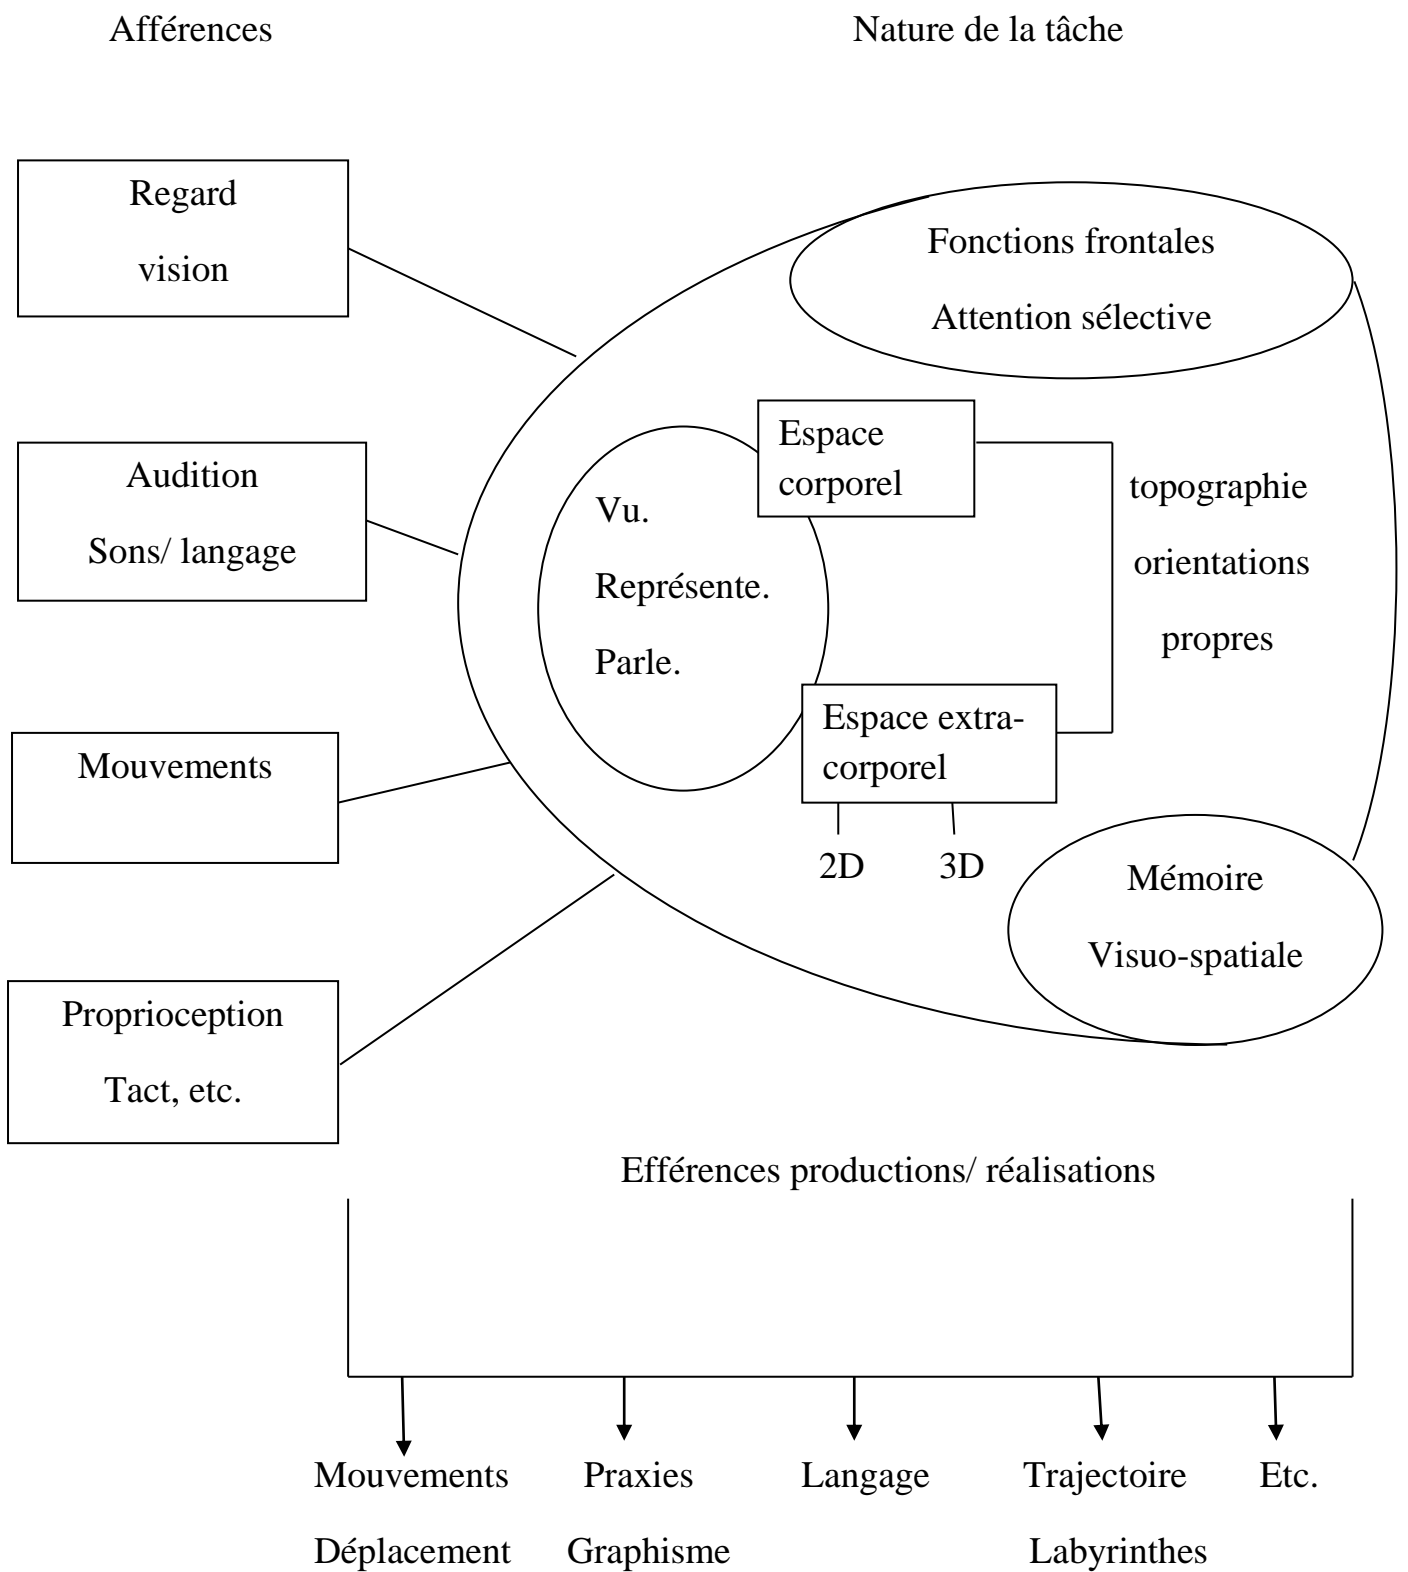 Afférences
Nature de la tâche
Regard
vision
Fonctions frontales
Attention sélective
Audition
Sons/ langage
Espace
corporel
Vu.
Représente.
Parle.
topographie
orientations
propres
Mouvements
Espace extra-
corporel
2D
3D
Mémoire
Visuo-spatiale
Proprioception
Tact, etc.
Efférences productions/ réalisations
Mouvements
Déplacement
Praxies
Graphisme
Langage
Trajectoire
Labyrinthes
Etc.